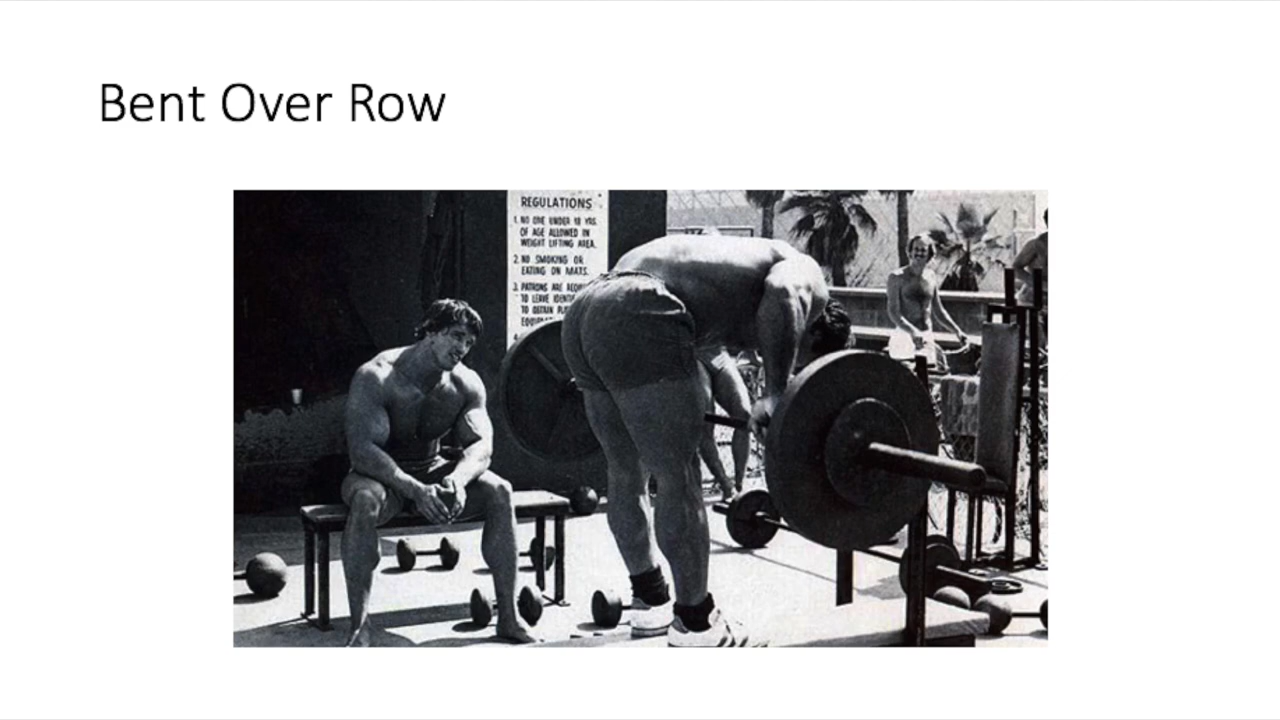 Bent Over Row
REGULATIONS
1. NO ONE UNDER 18 YRS.
OF AGE ALLOWED IN
WEIGHT LIFTING AREA.
2. NO SMOKING OR
EATING ON MATS.
3. PATRONS ARE
TO LEAVE
TO OBTAIN